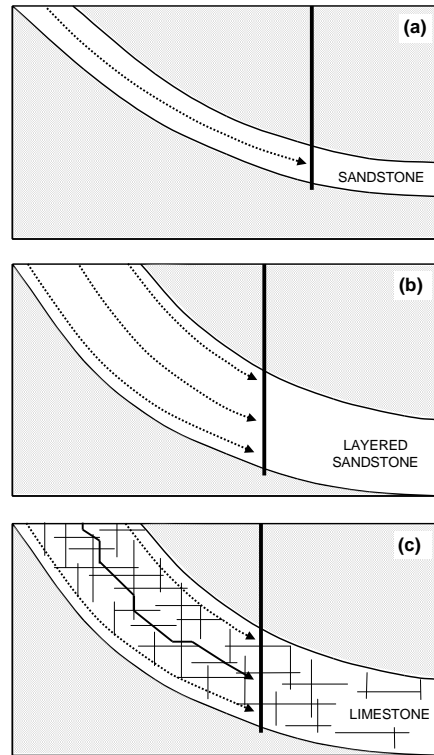 (a)
SANDSTONE
(b)
LAYERED
SANDSTONE
(c)
LIMESTONE